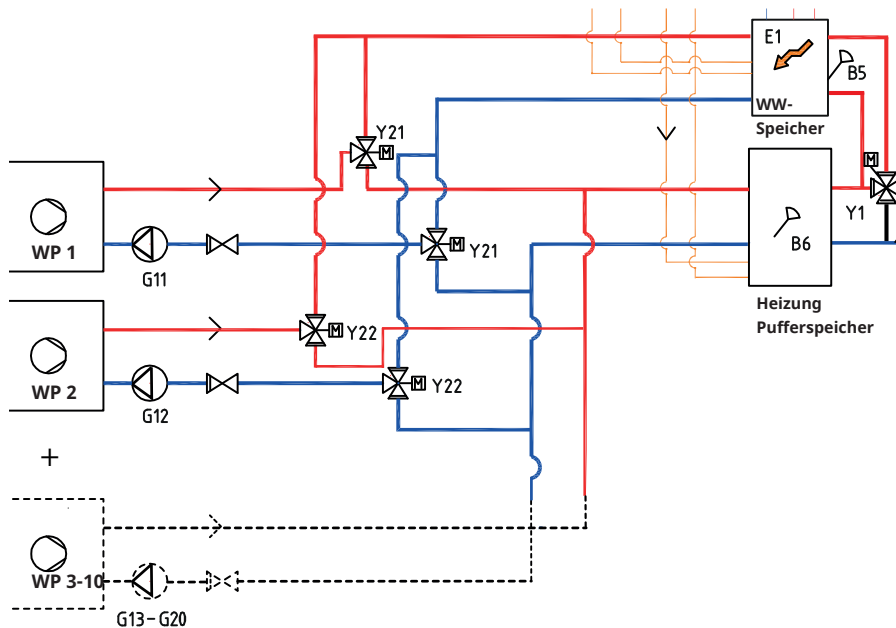 E1
B5
WW-
Speicher
Y21
M
M
Y1
WP 1
G11
M
Y21
B6
Heizung
Pufferspeicher
M
Y22
WP 2
G12
M
Y22
+
WP 3-10
G13-G20